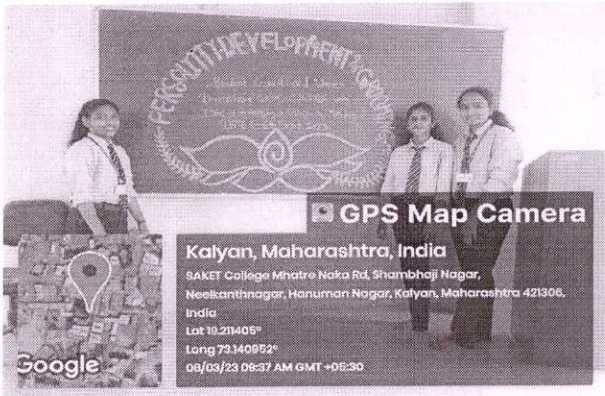 PERSONALITY DEVELOPMENT & GROOMING
GPS Map Camera
Kalyan, Maharashtra, India
SAKET College Mhatre Naka Rd, Shambhaji Nagar,
Neelkanthnagar, Hanuman Nagar, Kalyan, Maharashtra 421306,
India
Lat 19.211405°
Long 73.140952°
08/03/23 09:37 AM GMT +05:30
Google